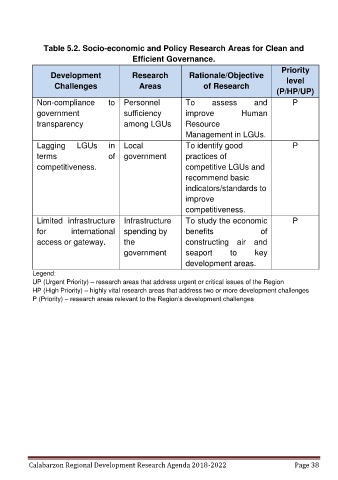 Table 5.2. Socio-economic and Policy Research Areas for Clean and
Efficient Governance.
Development
Challenges
Research
Areas
Rationale/Objective
of Research
Priority
level
(P/HP/UP)
Non-compliance to
government
transparency
Personnel
sufficiency
among LGUs
To assess and
improve Human
Resource
Management in LGUs.
P
Lagging LGUs in
terms of
competitiveness.
Local
government
To identify good
practices of
competitive LGUs and
recommend basic
indicators/standards to
improve
competitiveness.
P
Limited infrastructure
for international
access or gateway.
Infrastructure
spending by
the
government
To study the economic
benefits of
constructing air and
seaport to key
development areas.
P
Legend:
UP (Urgent Priority) – research areas that address urgent or critical issues of the Region
HP (High Priority) – highly vital research areas that address two or more development challenges
P (Priority) – research areas relevant to the Region's development challenges
Calabarzon Regional Development Research Agenda 2018-2022 Page 38